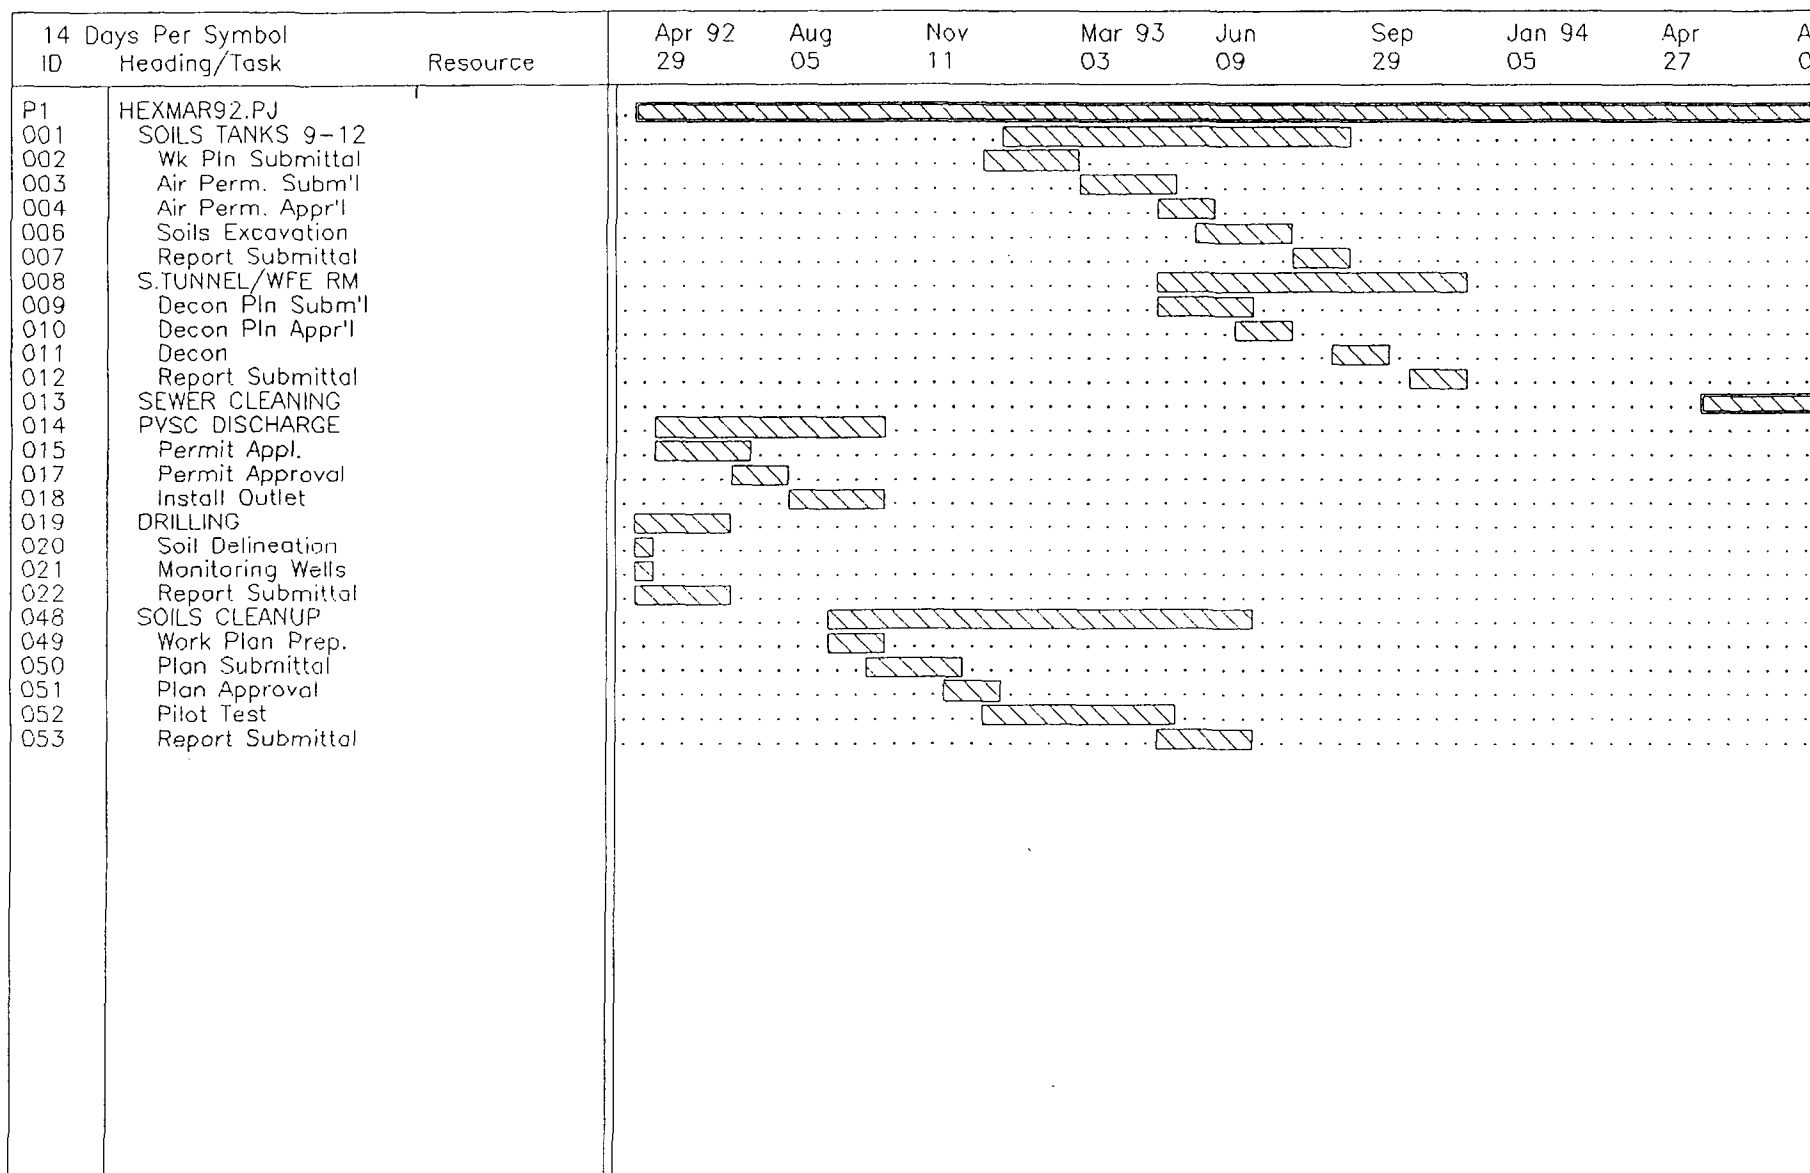 14 Days Per Symbol Apr 92 Aug Nov Mar 93 Jun Sep Jan 94 Apr A
ID Heading/Task Resource 29 05 11 03 09 29 05 27 0
P1 HEXMAR92.PJ
001 SOILS TANKS 9-12
002 Wk Pln Submittal
003 Air Perm. Subm'l
004 Air Perm. Appr'l
006 Soils Excavation
007 Report Submittal
008 S.TUNNEL/WFE RM
009 Decon Pln Subm'l
010 Decon Pln Appr'l
011 Decon
012 Report Submittal
013 SEWER CLEANING
014 PVSC DISCHARGE
015 Permit Appl.
017 Permit Approval
018 Install Outlet
019 DRILLING
020 Soil Delineation
021 Monitoring Wells
022 Report Submittal
048 SOILS CLEANUP
049 Work Plan Prep.
050 Plan Submittal
051 Plan Approval
052 Pilot Test
053 Report Submittal